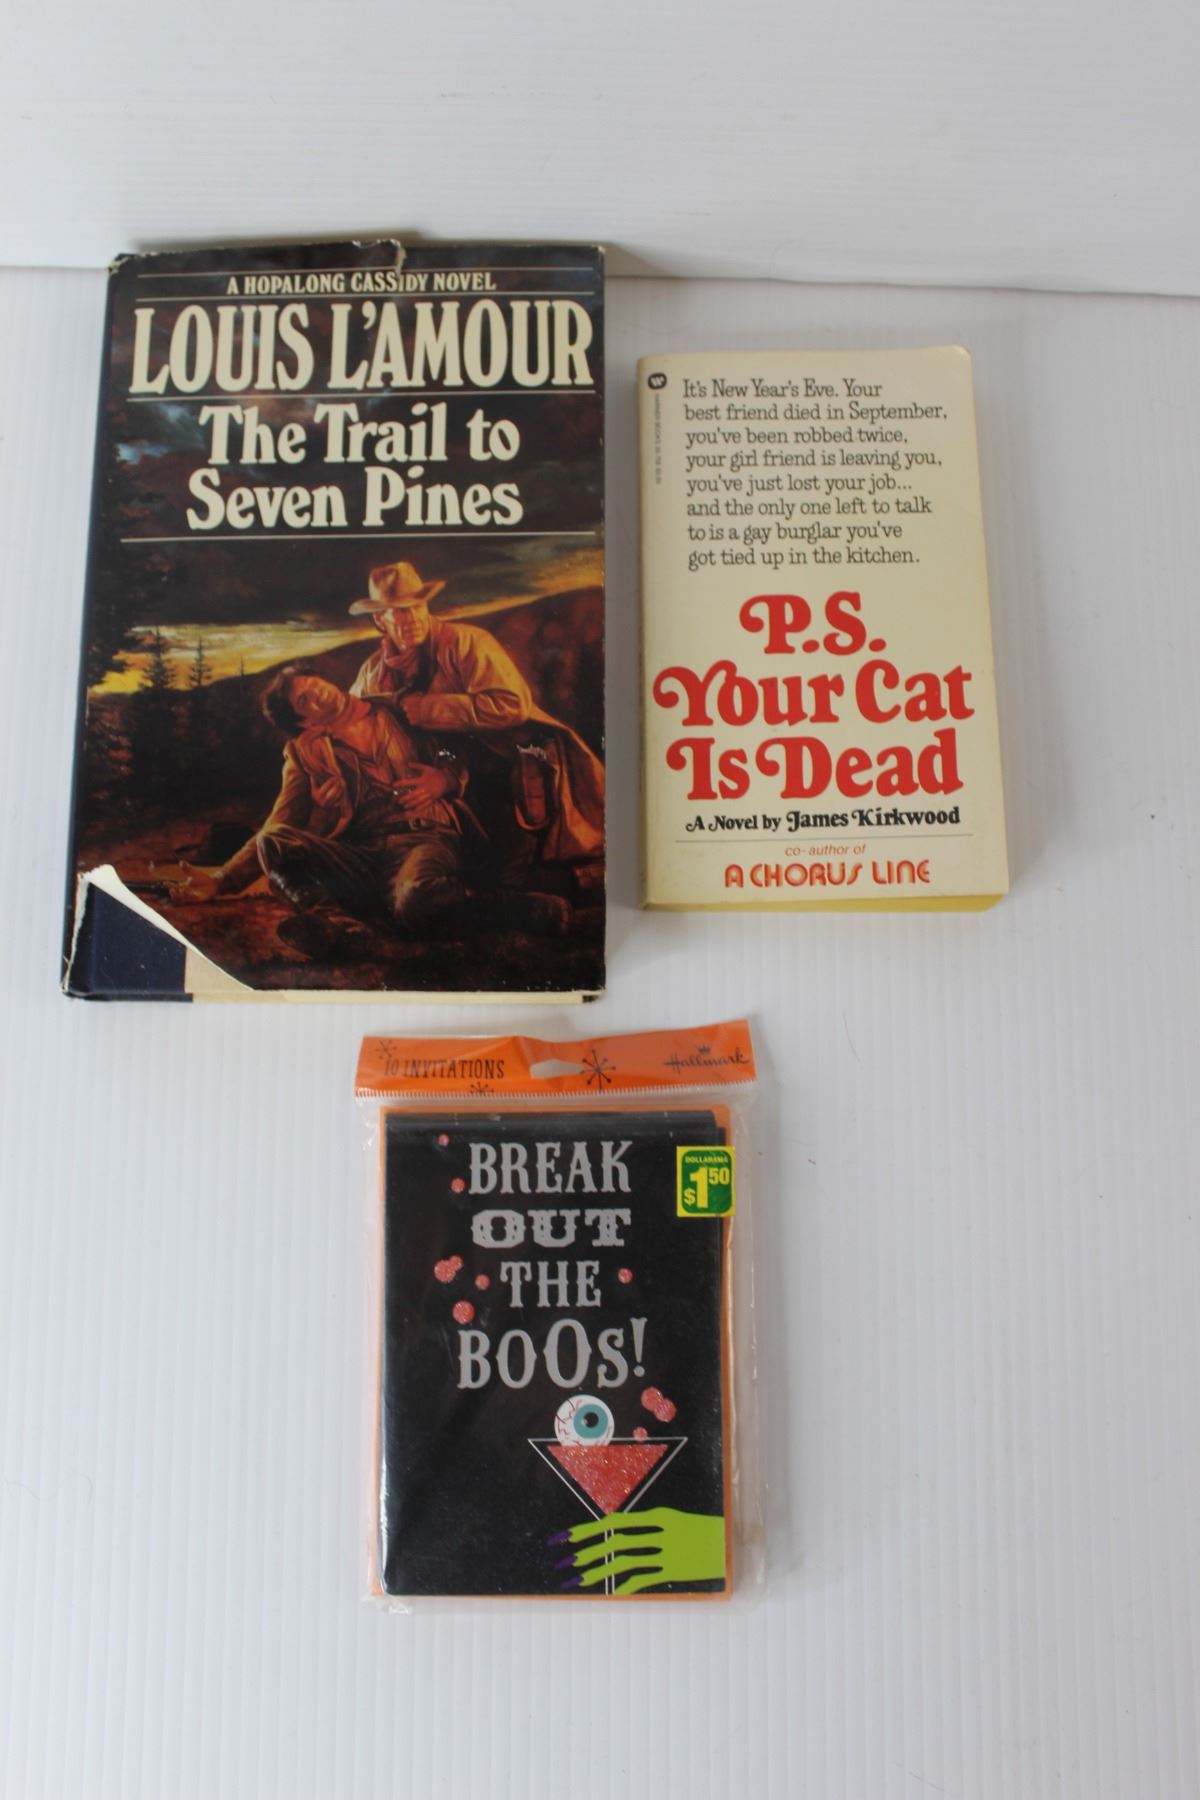 A HOPALONG CASSIDY NOVEL
LOUIS L'AMOUR
The Trail to
Seven Pines
It's New Year's Eve. Your
best friend died in September,
you've been robbed twice,
your girl friend is leaving you,
you've just lost your job...
and the only one left to talk
to is a gay burglar you've
got tied up in the kitchen.
P.S.
Your Cat
Is Dead
A Novel by James Kirkwood
co-author of
A CHORUS LINE
10 INVITATIONS
Hallmark
BREAK
OUT
THE
BOOS!
DOLLARAMA
$1.50